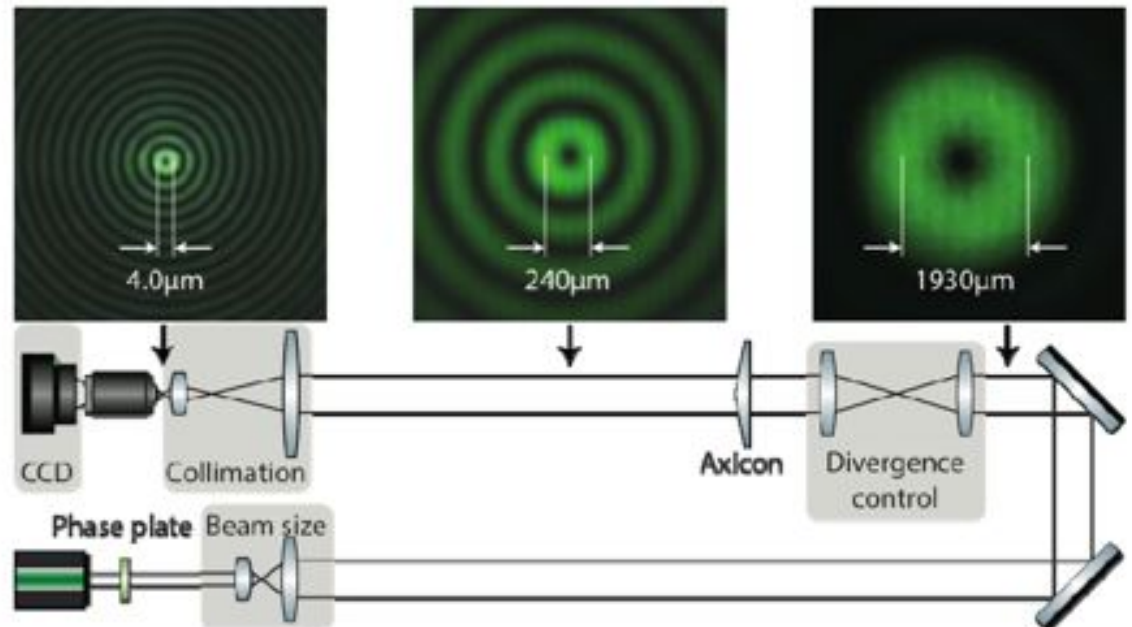 4.0μm
240μm
1930μm
CCD
Collimation
Axicon
Divergence
control
Phase plate
Beam size